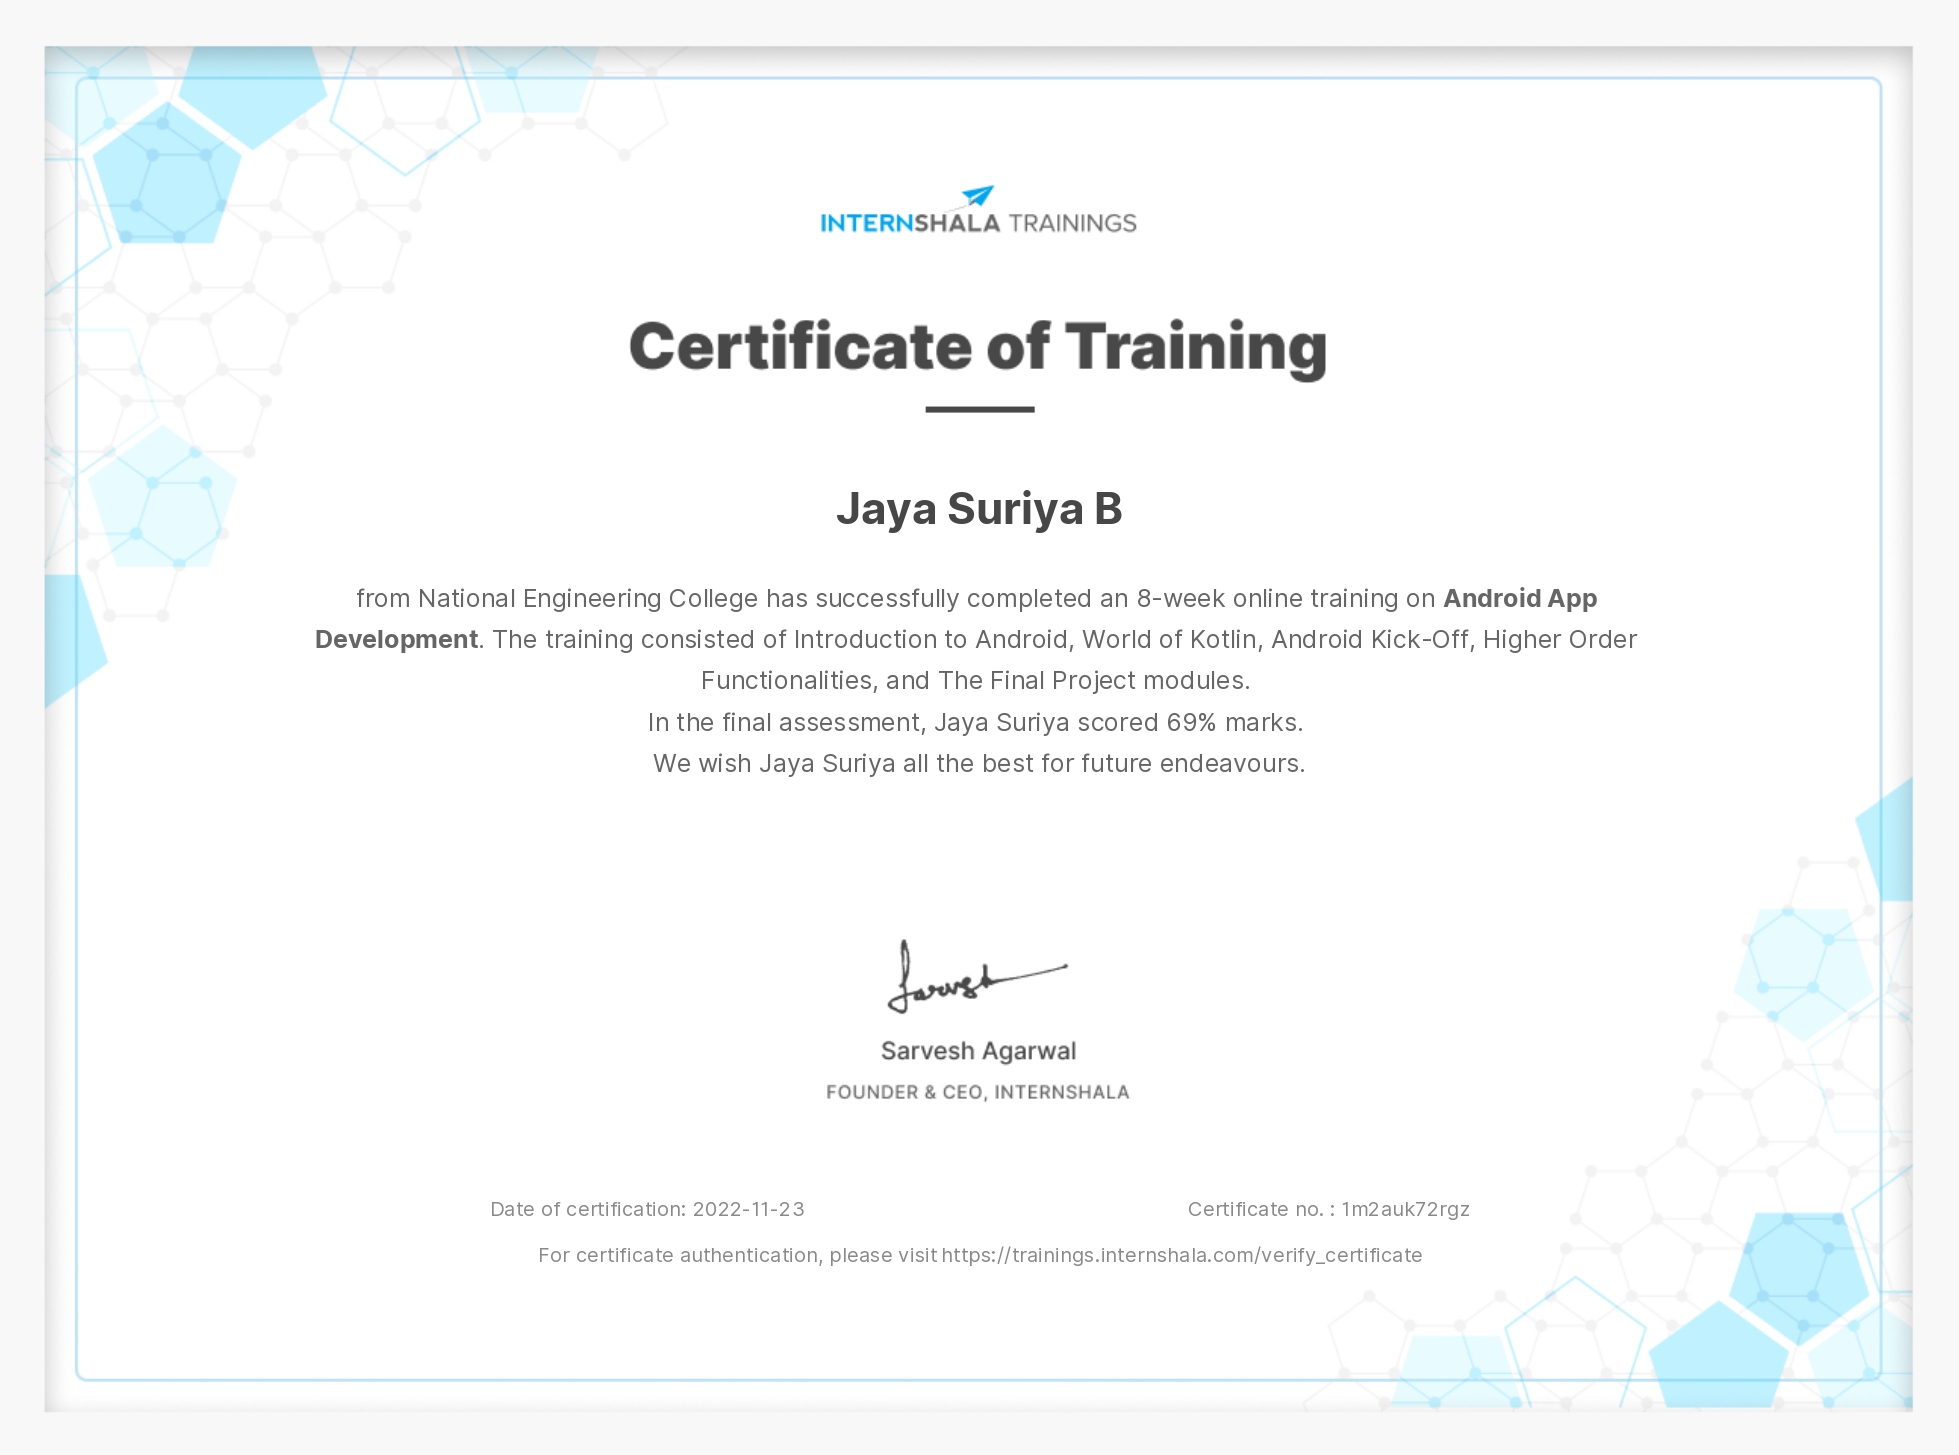 INTERNSHALA TRAININGS
Certificate of Training
Jaya Suriya B
from National Engineering College has successfully completed an 8-week online training on Android App
Development. The training consisted of Introduction to Android, World of Kotlin, Android Kick-Off, Higher Order
Functionalities, and The Final Project modules.
In the final assessment, Jaya Suriya scored 69% marks.
We wish Jaya Suriya all the best for future endeavours.
Sarvesh
Sarvesh Agarwal
FOUNDER & CEO, INTERNSHALA
Date of certification: 2022-11-23
Certificate no. : 1m2auk72rgz
For certificate authentication, please visit https://trainings.internshala.com/verify_certificate